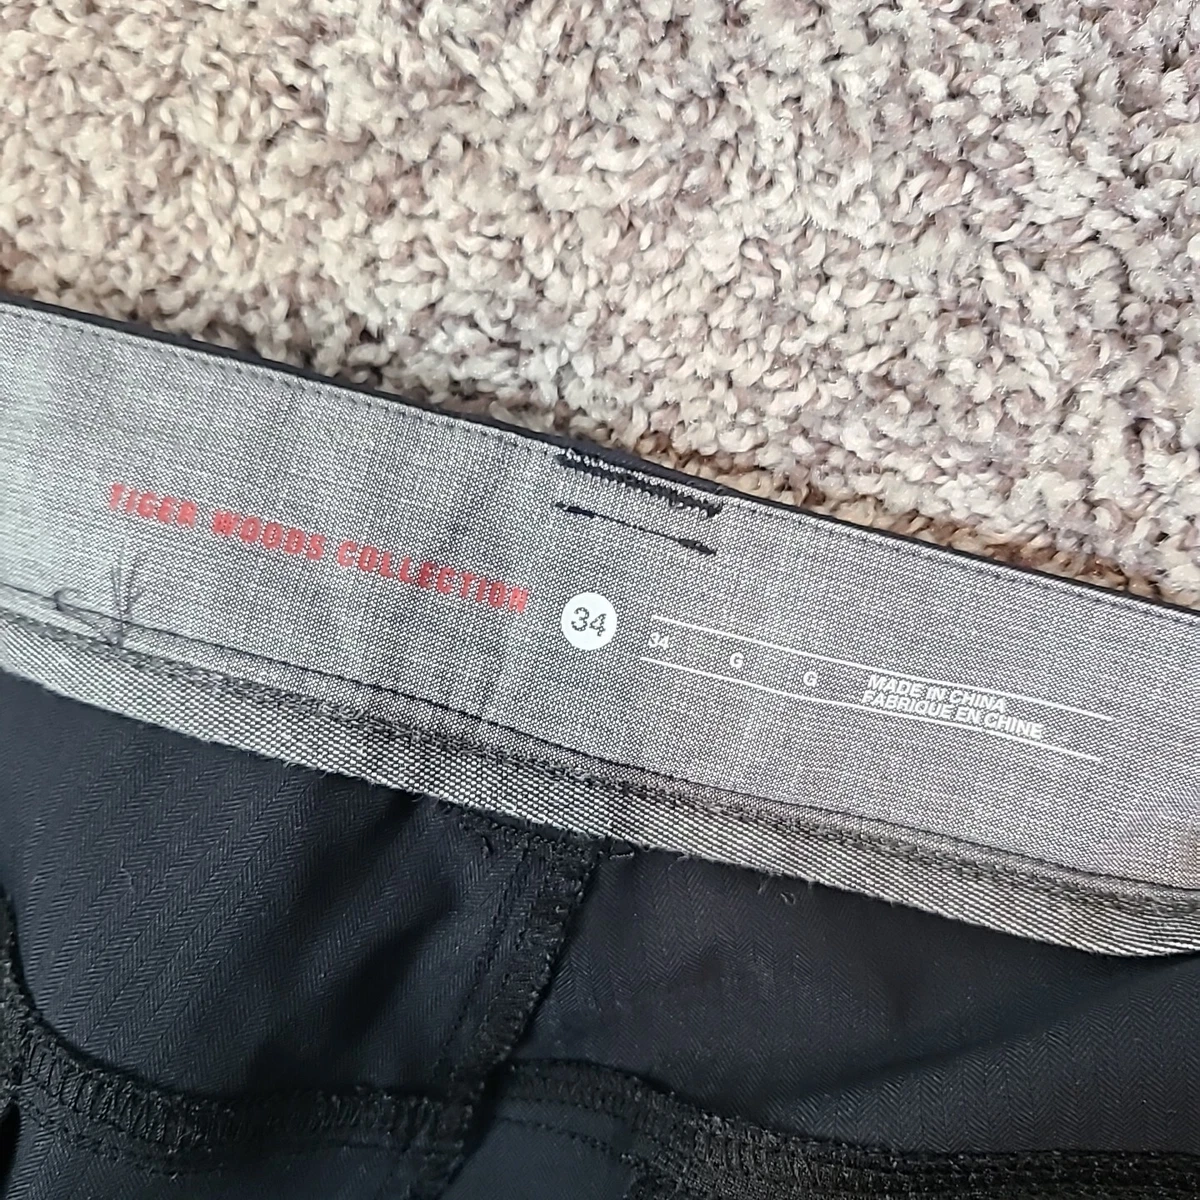 TIGER WOODS COLLECTION
34
34 G G
MADE IN CHINA
FABRIQUE EN CHINE